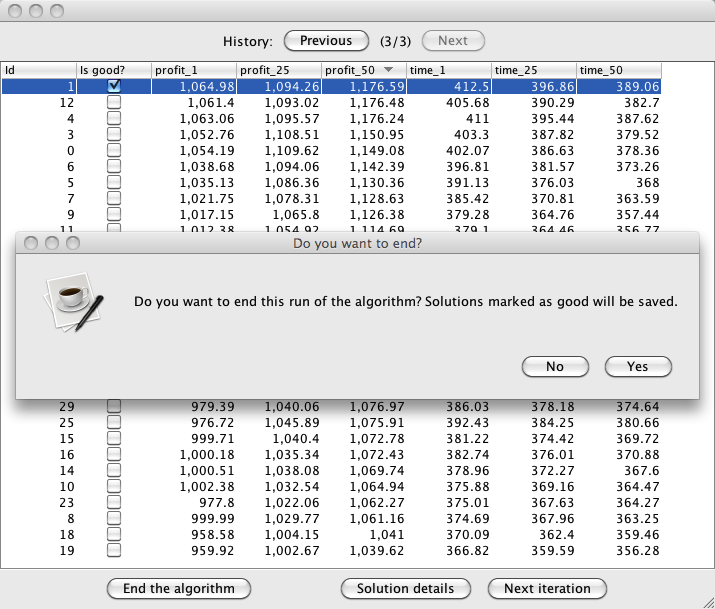 History: Previous (3/3) Next
Id Is good? profit_1 profit_25 profit_50 time_1 time_25 time_50
1 1,064.98 1,094.26 1,176.59 412.5 396.86 389.06
12 1,061.4 1,093.02 1,176.48 405.68 390.29 382.7
4 1,063.06 1,095.57 1,176.24 411 395.44 387.62
3 1,052.76 1,108.51 1,150.95 403.3 387.82 379.52
0 1,054.19 1,109.62 1,149.08 402.07 386.63 378.36
6 1,038.68 1,094.06 1,142.39 396.81 381.57 373.26
5 1,035.13 1,086.36 1,130.36 391.13 376.03 368
7 1,021.75 1,078.31 1,128.63 385.42 370.81 363.59
9 1,017.15 1,065.8 1,126.38 379.28 364.76 357.44
11 1,012.38 1,054.92 1,114.69 379.1 364.46 356.77
Do you want to end?
Do you want to end this run of the algorithm? Solutions marked as good will be saved.
No Yes
29 979.39 1,040.06 1,076.97 386.03 378.18 374.64
25 976.72 1,045.89 1,075.91 392.43 384.25 380.66
15 999.71 1,040.4 1,072.78 381.22 374.42 369.72
16 1,000.18 1,035.34 1,072.43 382.74 376.01 370.88
14 1,000.51 1,038.08 1,069.74 378.96 372.27 367.6
10 1,002.38 1,032.54 1,064.94 375.88 369.16 364.47
23 977.8 1,022.06 1,062.27 375.01 367.63 364.27
8 999.99 1,029.77 1,061.16 374.69 367.96 363.25
18 958.58 1,004.15 1,041 370.09 362.4 359.46
19 959.92 1,002.67 1,039.62 366.82 359.59 356.28
End the algorithm Solution details Next iteration